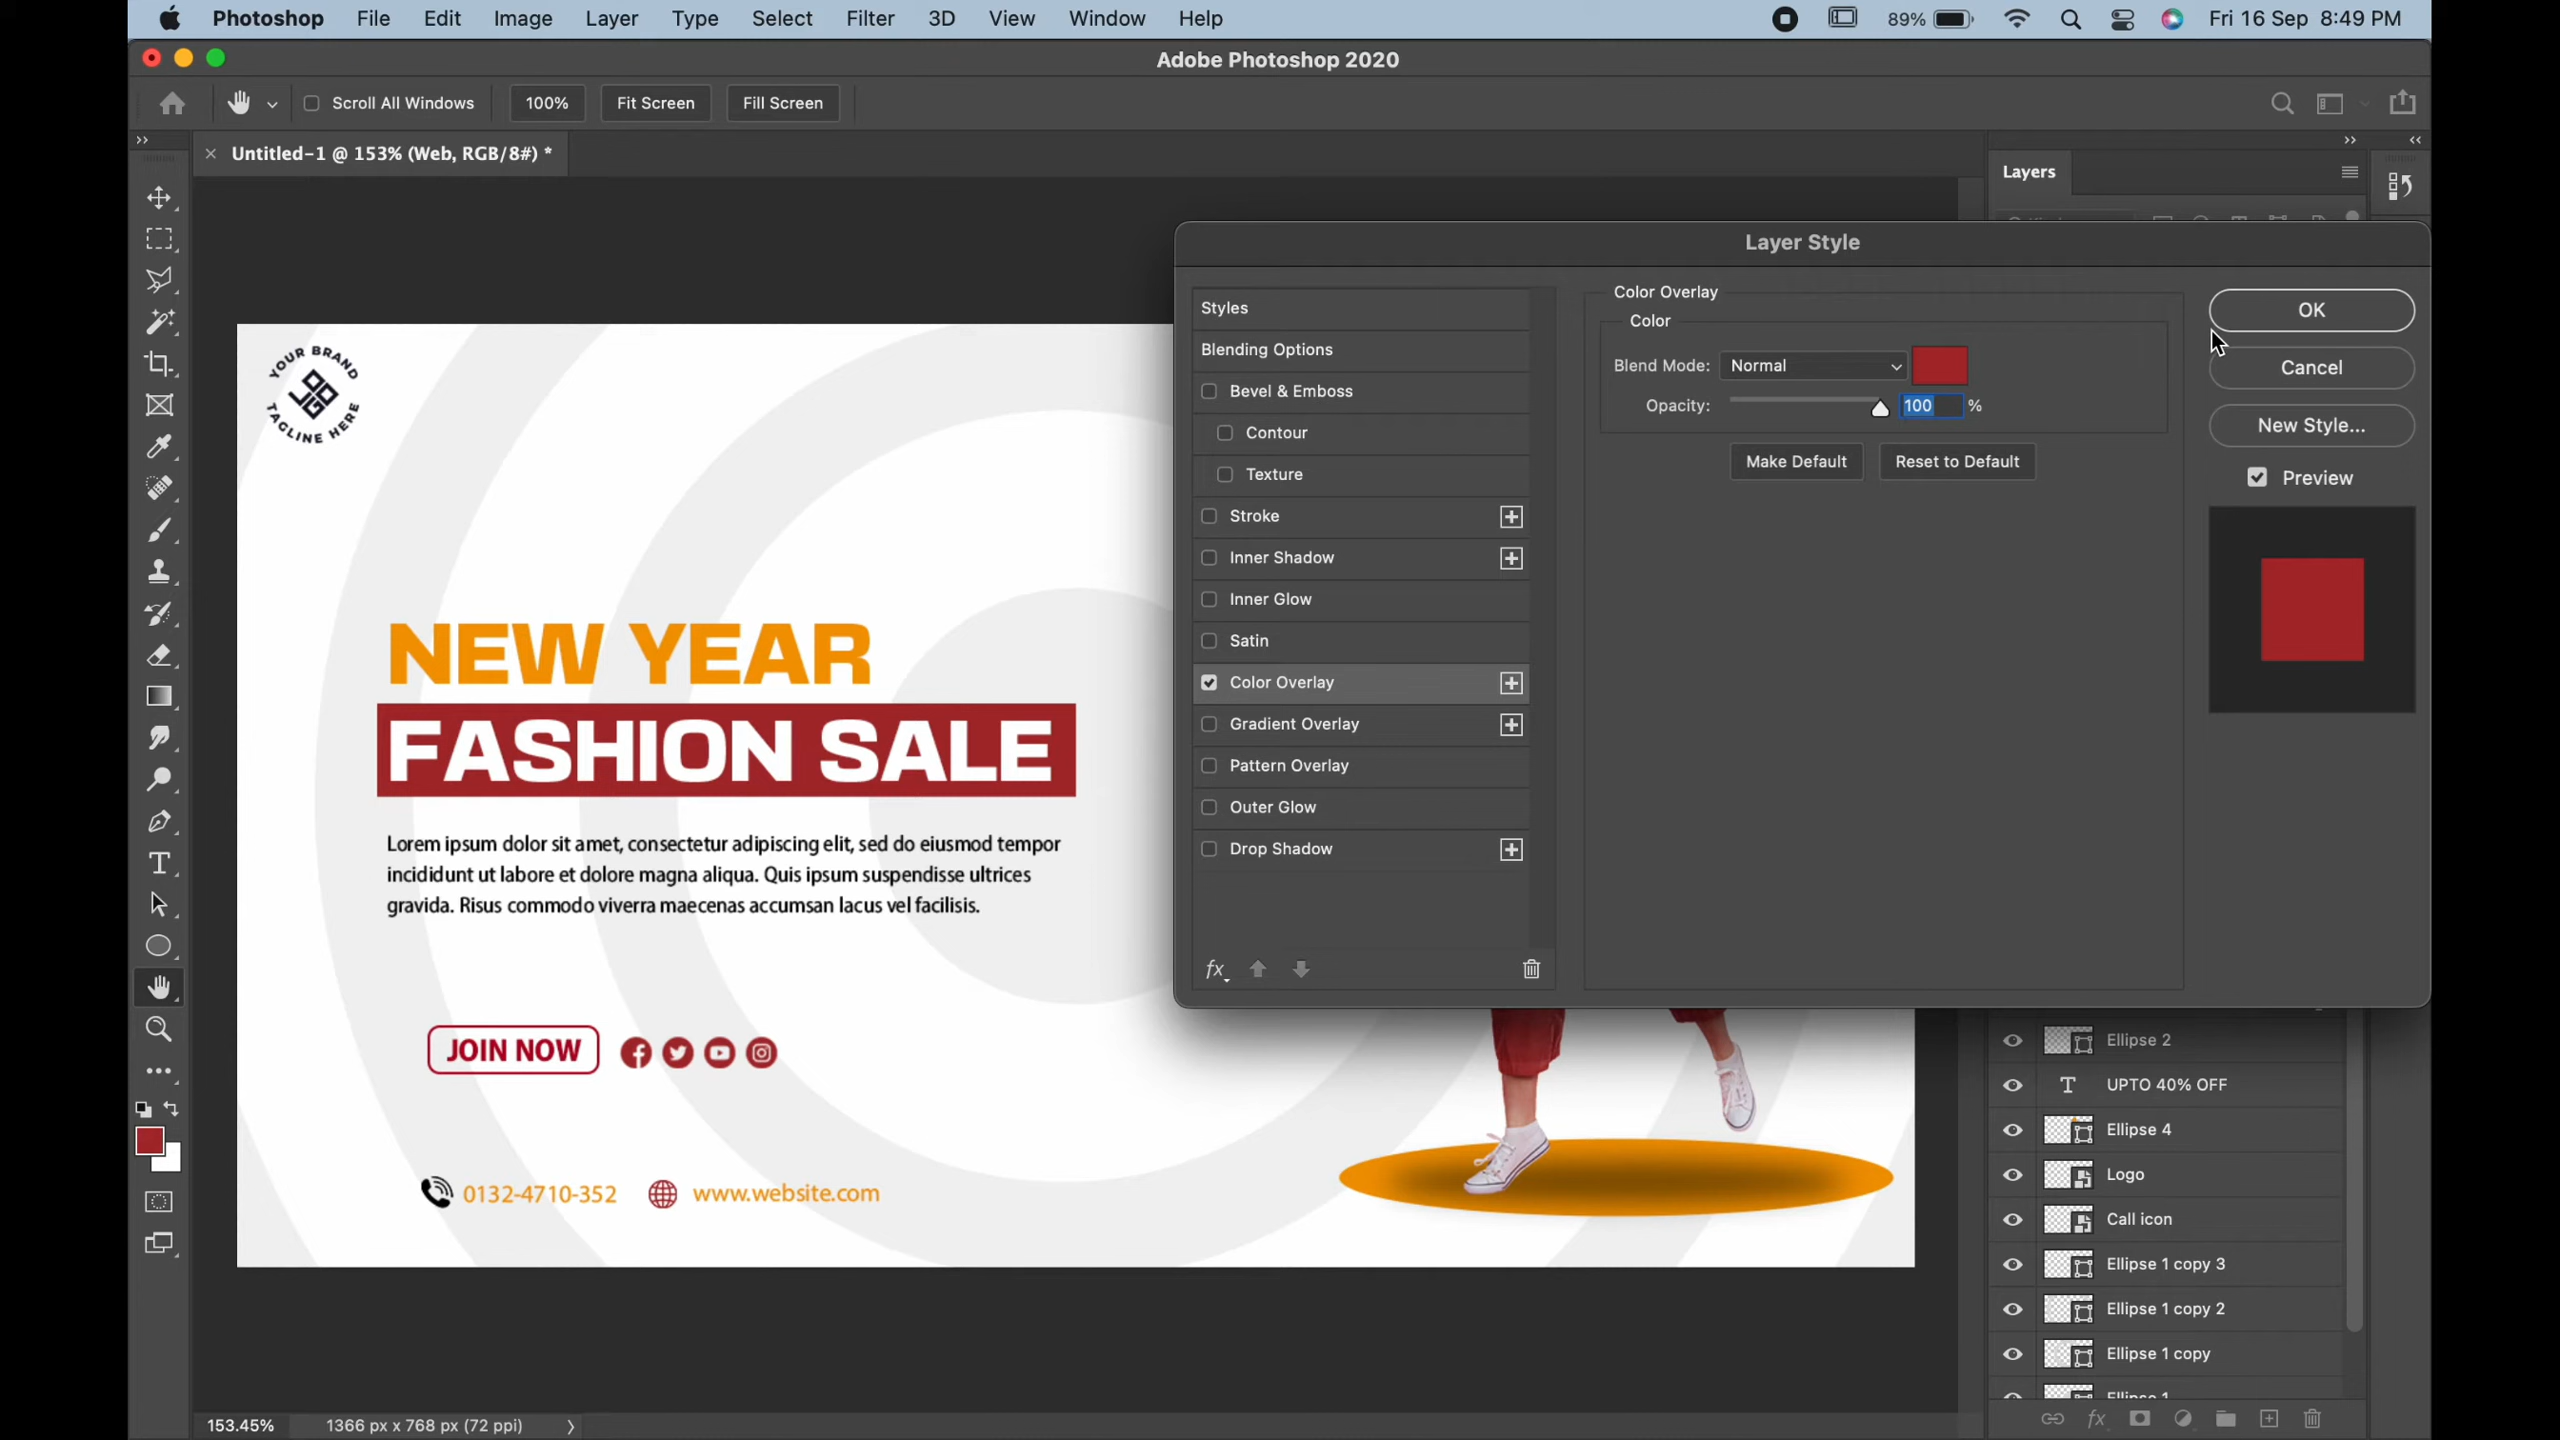 Photoshop File Edit Image Layer Type Select Filter 3D View Window Help 89% Fri 16 Sep 8:49 PM
Adobe Photoshop 2020
Scroll All Windows 100% Fit Screen Fill Screen
× Untitled-1 @ 153% (Web, RGB/8#) *
Layers
Layer Style
Styles
Blending Options
Bevel & Emboss
Contour
Texture
Stroke
Inner Shadow
Inner Glow
Satin
Color Overlay
Gradient Overlay
Pattern Overlay
Outer Glow
Drop Shadow
fx
Color Overlay
Color
Blend Mode: Normal
Opacity: 100 %
Make Default Reset to Default
OK
Cancel
New Style...
Preview
YOUR BRAND
TAGLINE HERE
NEW YEAR
FASHION SALE
Lorem ipsum dolor sit amet, consectetur adipiscing elit, sed do eiusmod tempor
incididunt ut labore et dolore magna aliqua. Quis ipsum suspendisse ultrices
gravida. Risus commodo viverra maecenas accumsan lacus vel facilisis.
JOIN NOW
0132-4710-352 www.website.com
Ellipse 2
T UPTO 40% OFF
Ellipse 4
Logo
Call icon
Ellipse 1 copy 3
Ellipse 1 copy 2
Ellipse 1 copy
Ellipse 1
fx
153.45% 1366 px x 768 px (72 ppi)